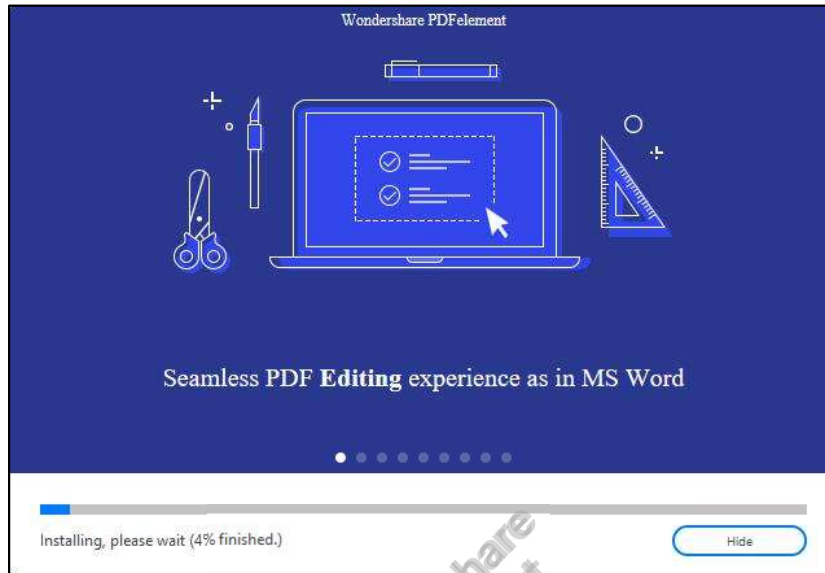 Wondershare PDFelement
Seamless PDF Editing experience as in MS Word
Installing, please wait (4% finished.)
Hide